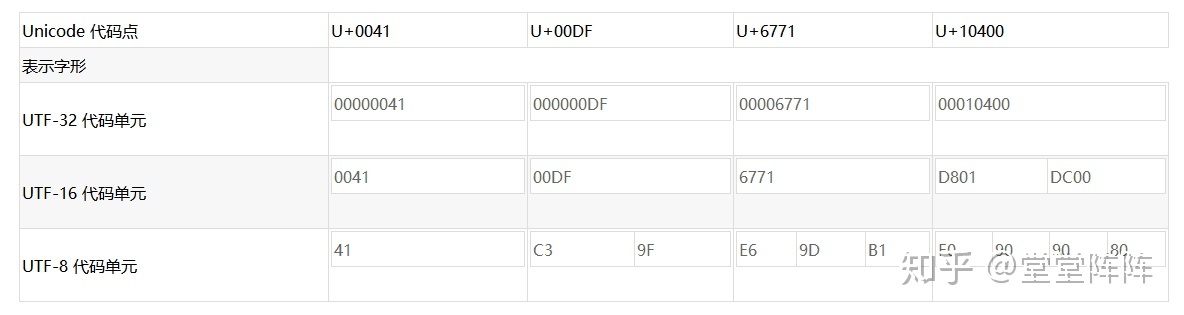 Unicode 代码点 U+0041 U+00DF U+6771 U+10400
表示字形
UTF-32 代码单元 00000041 000000DF 00006771 00010400
UTF-16 代码单元 0041 00DF 6771 D801 DC00
UTF-8 代码单元 41 C3 9F E6 9D B1 F0 90 90 80
知乎 @堂堂阵阵